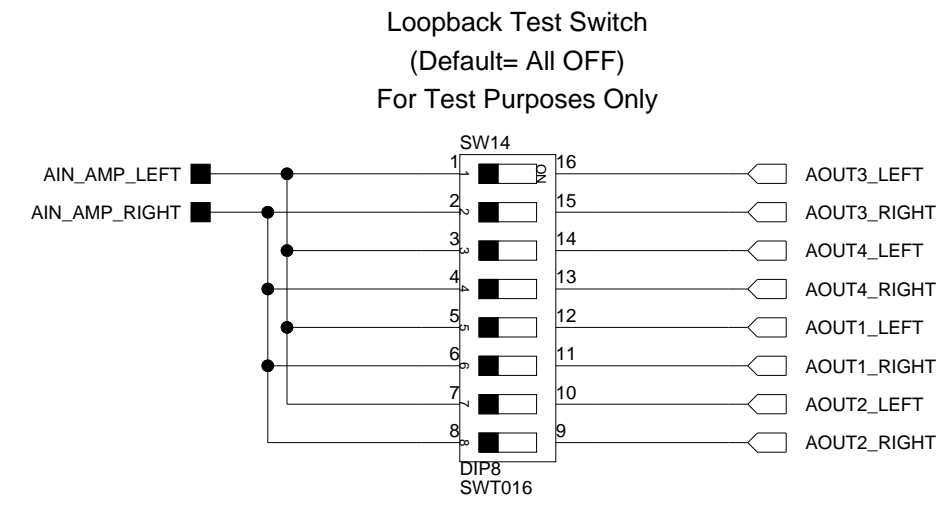 Loopback Test Switch
(Default= All OFF)
For Test Purposes Only
SW14
AIN_AMP_LEFT 1 1 ON 16 AOUT3_LEFT
AIN_AMP_RIGHT 2 2 15 AOUT3_RIGHT
3 3 14 AOUT4_LEFT
4 4 13 AOUT4_RIGHT
5 5 12 AOUT1_LEFT
6 6 11 AOUT1_RIGHT
7 7 10 AOUT2_LEFT
8 8 9 AOUT2_RIGHT
DIP8
SWT016